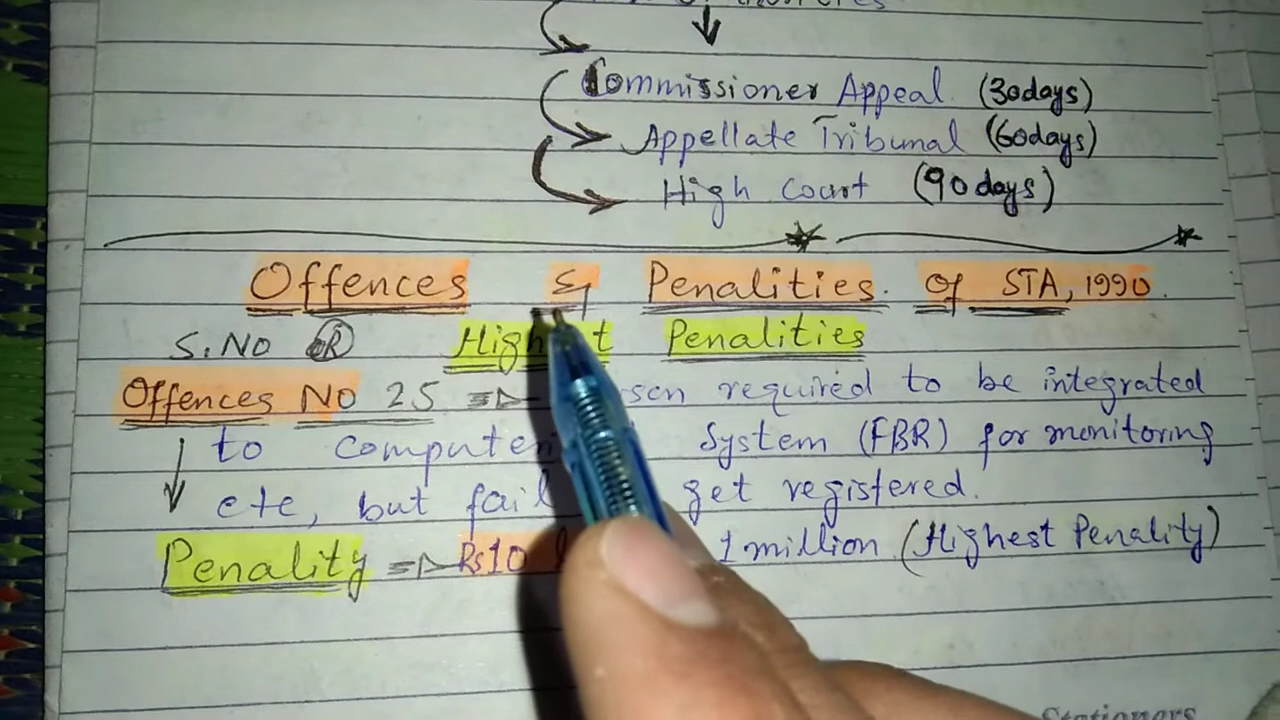 Commissioner Appeal (30days)
Appellate Tribunal (60days)
High Court (90days)
Offences & Penalities of STA, 1990.
S.No OR Penalities
Offences No 25 required to be integrated
to System (FBR) for monitoring
etc, but fail get registered.
Penality Rs10 1 million (Highest Penality)
Stationers